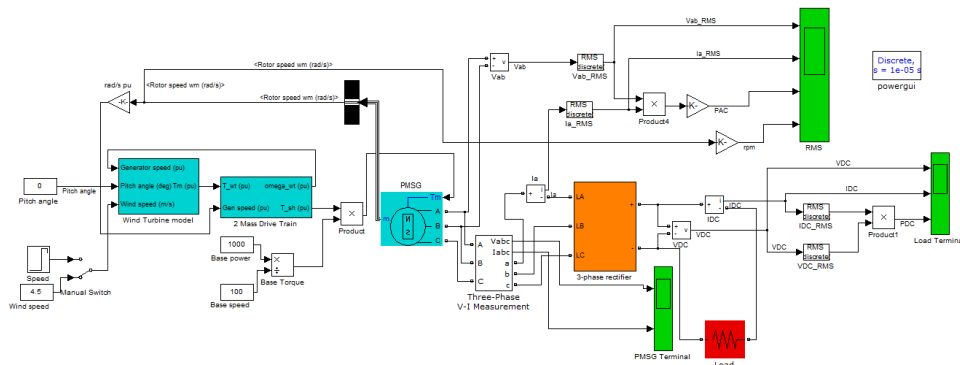 Vab_RMS
Ia_RMS
PAC
rpm
RMS
Discrete,
s = 1e-05 s
powergui
<Rotor speed wm (rad/s)>
<Rotor speed wm (rad/s)>
<Rotor speed wm (rad/s)>
rad/s pu
-K-
+
-
v
Vab
Vab
RMS
discrete
Vab_RMS
RMS
discrete
Ia_RMS
×
Product4
K-
K-
Generator speed (pu)
Pitch angle (deg) Tm (pu)
Wind speed (m/s)
Wind Turbine model
0
Pitch angle
Pitch angle
T_wt (pu)
omega_wt (pu)
Gen speed (pu)
T_sh (pu)
2 Mass Drive Train
×
Product
PMSG
Tm
m
N
S
A
B
C
Speed
4.5
Wind speed
Manual Switch
1000
Base power
100
Base speed
×
÷
Base Torque
A
B
C
Vabc
Iabc
a
b
c
Three-Phase
V-I Measurement
Ia
+
-
i
Ia
LA
LB
LC
+
-
3-phase rectifier
+
-
i
IDC
IDC
+
-
v
VDC
VDC
VDC
IDC
IDC
VDC
RMS
discrete
IDC_RMS
RMS
discrete
VDC_RMS
×
Product1
PDC
Load Terminal
PMSG Terminal
Load